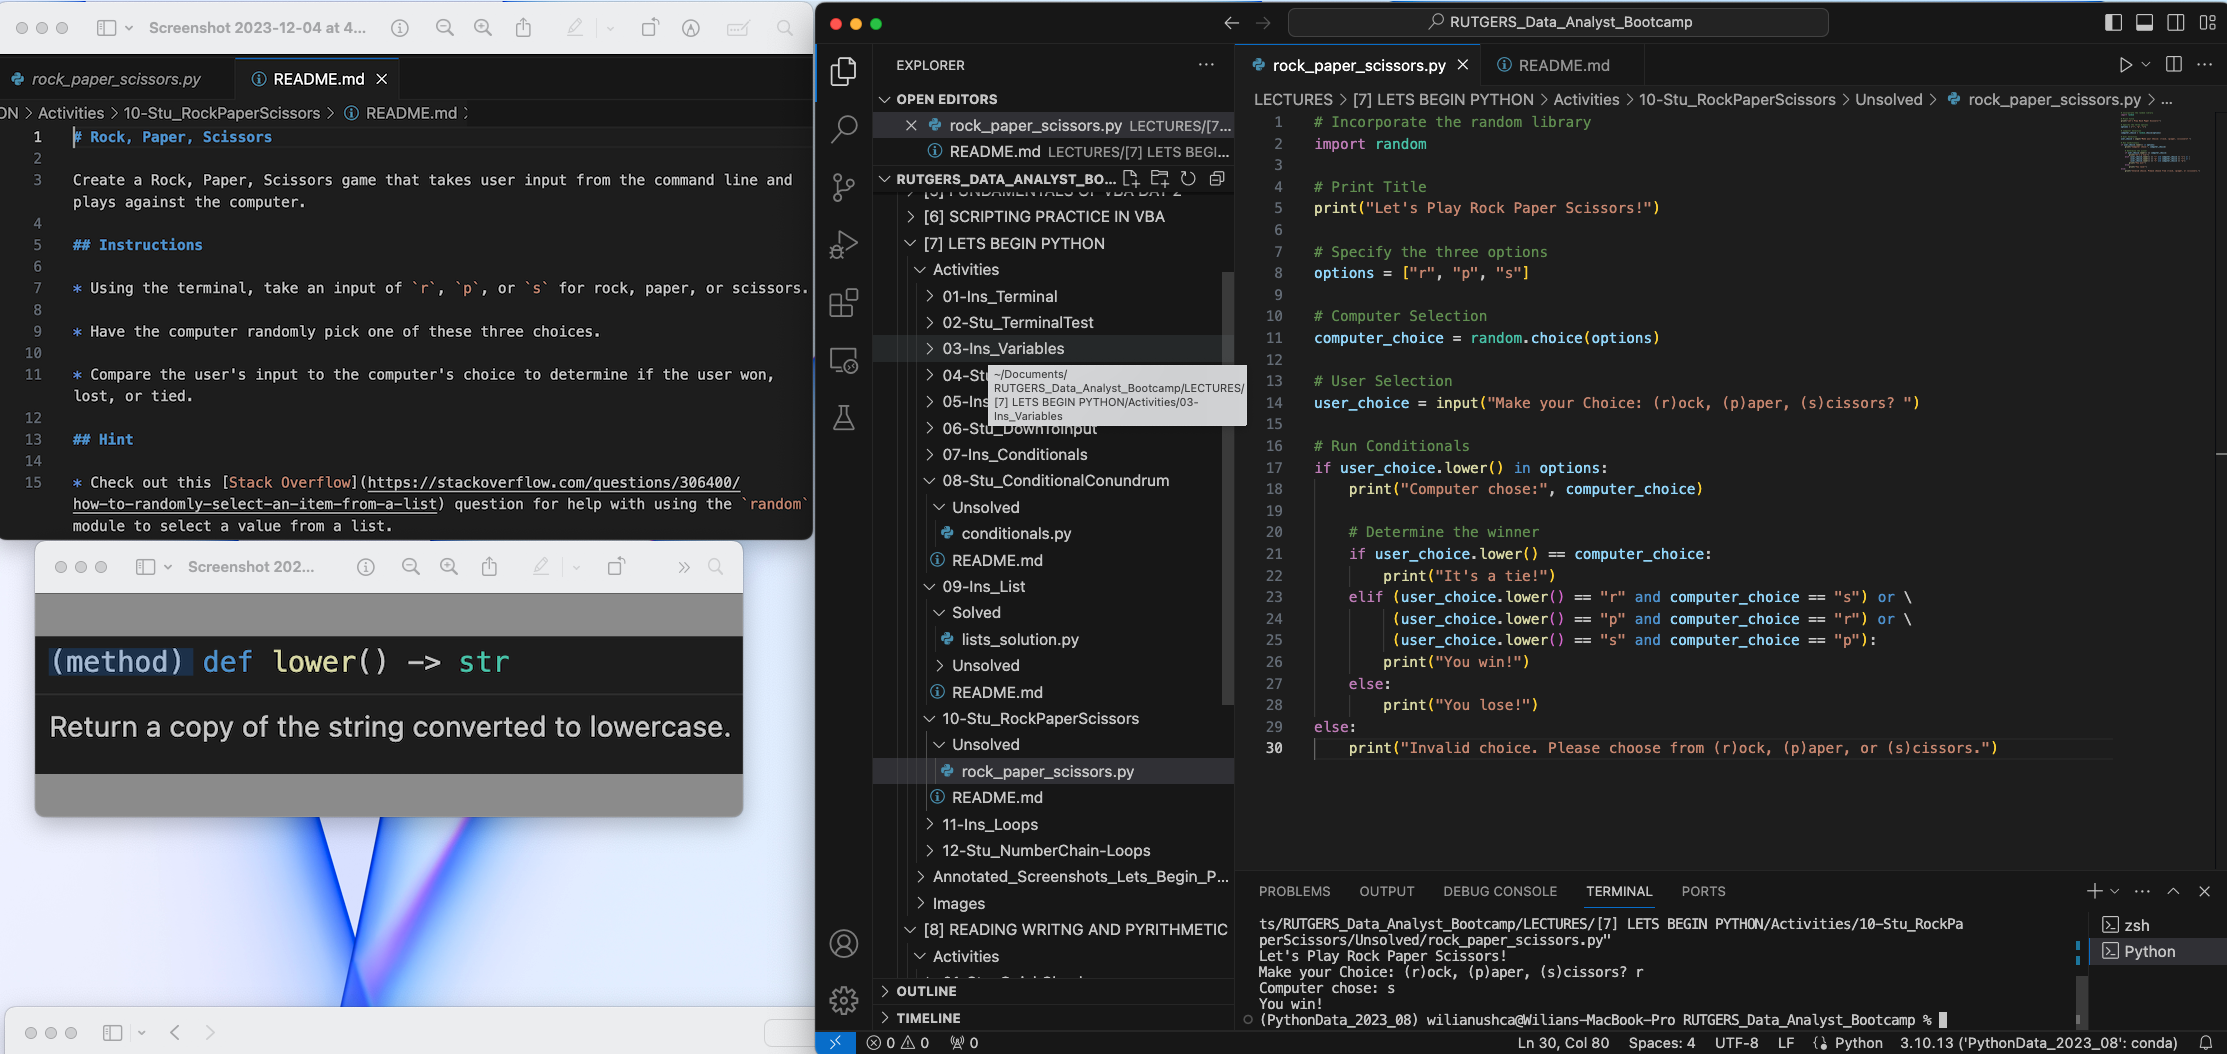 Screenshot 2023-12-04 at 4...
rock_paper_scissors.py
README.md
ON > Activities > 10-Stu_RockPaperScissors > README.md
1 # Rock, Paper, Scissors
2
3 Create a Rock, Paper, Scissors game that takes user input from the command line and
plays against the computer.
4
5 ## Instructions
6
7 * Using the terminal, take an input of `r`, `p`, or `s` for rock, paper, or scissors.
8
9 * Have the computer randomly pick one of these three choices.
10
11 * Compare the user's input to the computer's choice to determine if the user won,
lost, or tied.
12
13 ## Hint
14
15 * Check out this [Stack Overflow](https://stackoverflow.com/questions/306400/
how-to-randomly-select-an-item-from-a-list) question for help with using the `random`
module to select a value from a list.
Screenshot 202...
(method) def lower() -> str
Return a copy of the string converted to lowercase.
RUTGERS_Data_Analyst_Bootcamp
EXPLORER
OPEN EDITORS
rock_paper_scissors.py LECTURES/[7...
README.md LECTURES/[7] LETS BEGI...
RUTGERS_DATA_ANALYST_BO...
[6] SCRIPTING PRACTICE IN VBA
[7] LETS BEGIN PYTHON
Activities
01-Ins_Terminal
02-Stu_TerminalTest
03-Ins_Variables
04-Stu
05-Ins
06-Stu_DownToInput
~/Documents/
RUTGERS_Data_Analyst_Bootcamp/LECTURES/
[7] LETS BEGIN PYTHON/Activities/03-
Ins_Variables
07-Ins_Conditionals
08-Stu_ConditionalConundrum
Unsolved
conditionals.py
README.md
09-Ins_List
Solved
lists_solution.py
Unsolved
README.md
10-Stu_RockPaperScissors
Unsolved
rock_paper_scissors.py
README.md
11-Ins_Loops
12-Stu_NumberChain-Loops
Annotated_Screenshots_Lets_Begin_P...
Images
[8] READING WRITNG AND PYRITHMETIC
Activities
OUTLINE
TIMELINE
rock_paper_scissors.py
README.md
LECTURES > [7] LETS BEGIN PYTHON > Activities > 10-Stu_RockPaperScissors > Unsolved > rock_paper_scissors.py > ...
1 # Incorporate the random library
2 import random
3
4 # Print Title
5 print("Let's Play Rock Paper Scissors!")
6
7 # Specify the three options
8 options = ["r", "p", "s"]
9
10 # Computer Selection
11 computer_choice = random.choice(options)
12
13 # User Selection
14 user_choice = input("Make your Choice: (r)ock, (p)aper, (s)cissors? ")
15
16 # Run Conditionals
17 if user_choice.lower() in options:
18 print("Computer chose:", computer_choice)
19
20 # Determine the winner
21 if user_choice.lower() == computer_choice:
22 print("It's a tie!")
23 elif (user_choice.lower() == "r" and computer_choice == "s") or \
24 (user_choice.lower() == "p" and computer_choice == "r") or \
25 (user_choice.lower() == "s" and computer_choice == "p"):
26 print("You win!")
27 else:
28 print("You lose!")
29 else:
30 print("Invalid choice. Please choose from (r)ock, (p)aper, or (s)cissors.")
PROBLEMS OUTPUT DEBUG CONSOLE TERMINAL PORTS
ts/RUTGERS_Data_Analyst_Bootcamp/LECTURES/[7] LETS BEGIN PYTHON/Activities/10-Stu_RockPa
perScissors/Unsolved/rock_paper_scissors.py"
Let's Play Rock Paper Scissors!
Make your Choice: (r)ock, (p)aper, (s)cissors? r
Computer chose: s
You win!
(PythonData_2023_08) wilianushca@Wilians-MacBook-Pro RUTGERS_Data_Analyst_Bootcamp %
zsh
Python
0 0 0
Ln 30, Col 80 Spaces: 4 UTF-8 LF Python 3.10.13 ('PythonData_2023_08': conda)